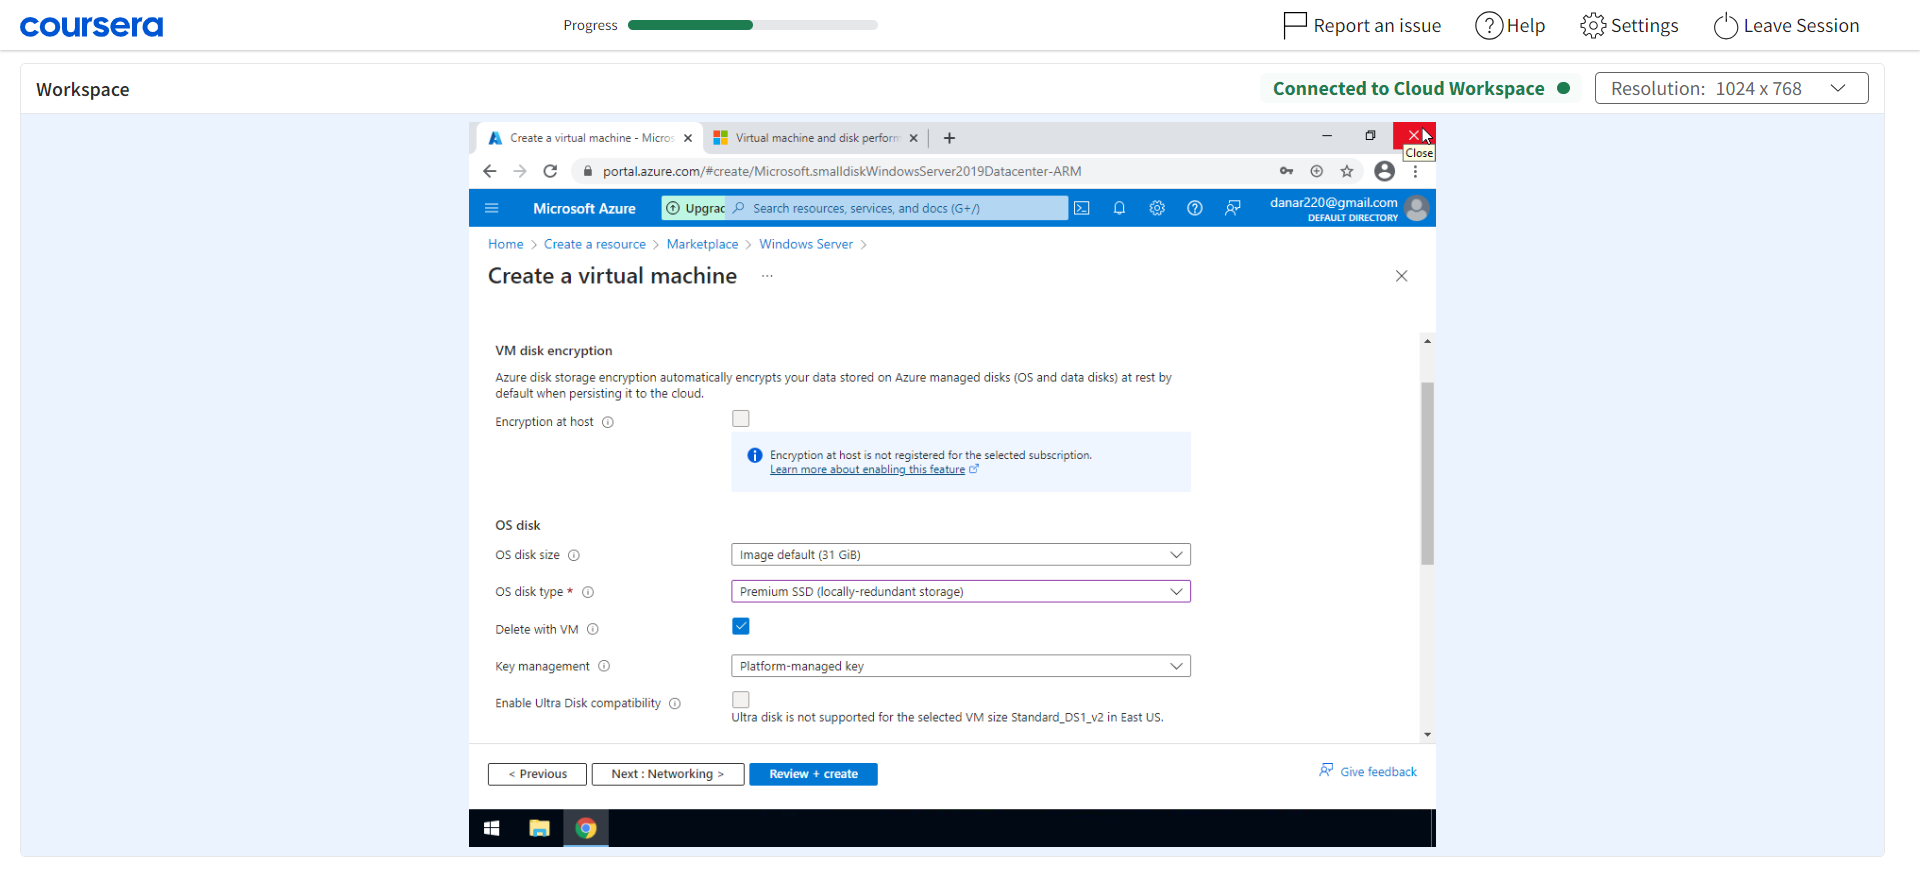 coursera
Progress
Report an issue
Help
Settings
Leave Session
Workspace
Connected to Cloud Workspace
Resolution: 1024 x 768
Create a virtual machine - Micros
Virtual machine and disk perform
Close
portal.azure.com/#create/Microsoft.smalldiskWindowsServer2019Datacenter-ARM
Microsoft Azure
Upgrad
Search resources, services, and docs (G+/)
danar220@gmail.com
DEFAULT DIRECTORY
Home > Create a resource > Marketplace > Windows Server >
Create a virtual machine ...
VM disk encryption
Azure disk storage encryption automatically encrypts your data stored on Azure managed disks (OS and data disks) at rest by
default when persisting it to the cloud.
Encryption at host
Encryption at host is not registered for the selected subscription.
Learn more about enabling this feature
OS disk
OS disk size
Image default (31 GiB)
OS disk type *
Premium SSD (locally-redundant storage)
Delete with VM
Key management
Platform-managed key
Enable Ultra Disk compatibility
Ultra disk is not supported for the selected VM size Standard_DS1_v2 in East US.
< Previous
Next : Networking >
Review + create
Give feedback